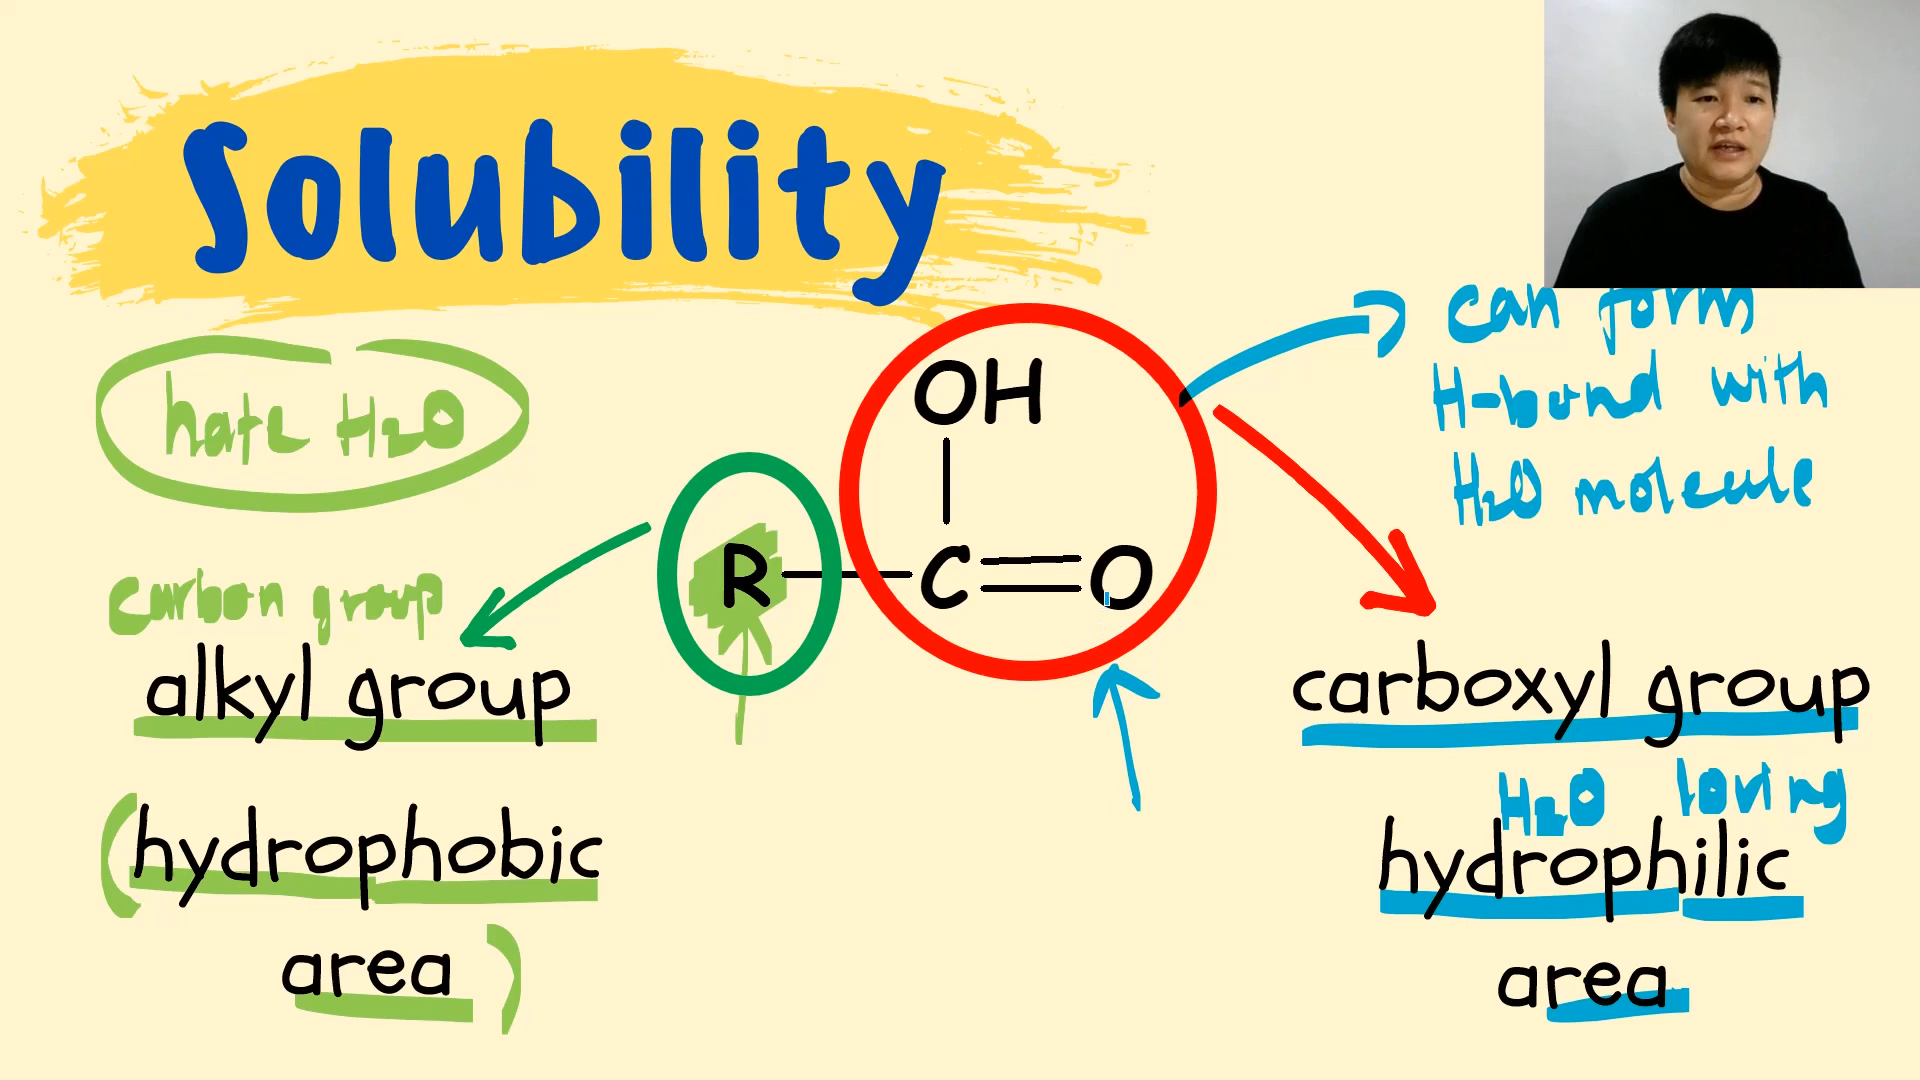 Solubility
can form
H-bond with
H2O molecule
hate H2O
OH
R C O
carbon group
alkyl group
carboxyl group
H2O loving
hydrophobic
area
hydrophilic
area